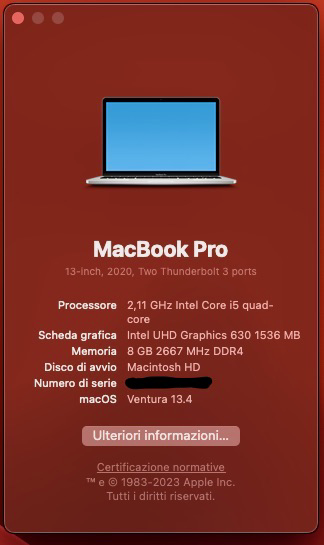 MacBook Pro
13-inch, 2020, Two Thunderbolt 3 ports
Processore 2,11 GHz Intel Core i5 quad-
core
Scheda grafica Intel UHD Graphics 630 1536 MB
Memoria 8 GB 2667 MHz DDR4
Disco di avvio Macintosh HD
Numero di serie
macOS Ventura 13.4
Ulteriori informazioni...
Certificazione normative
™ e © 1983-2023 Apple Inc.
Tutti i diritti riservati.